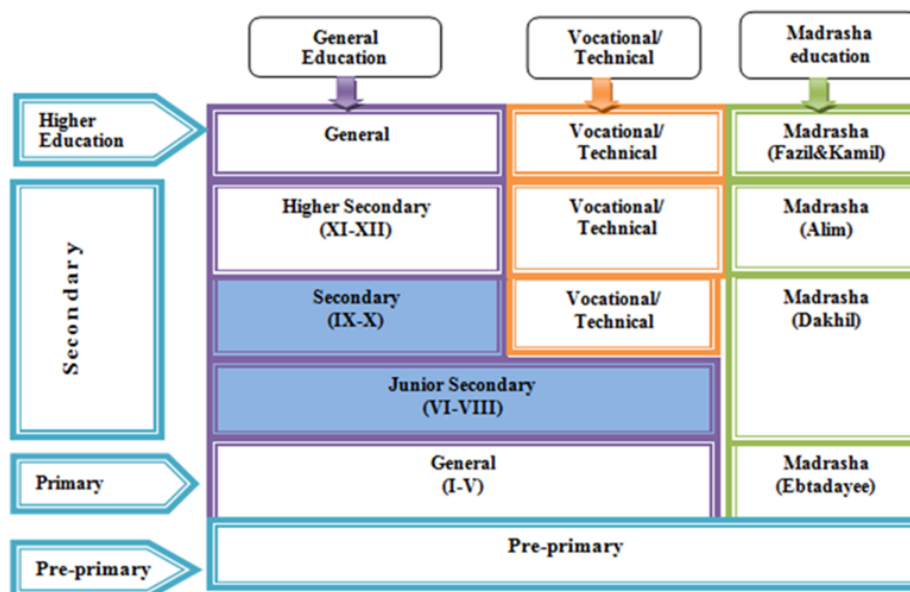 General
Education
Vocational/
Technical
Madrasha
education
Higher
Education
General
Vocational/
Technical
Madrasha
(Fazil&Kamil)
Secondary
Higher Secondary
(XI-XII)
Vocational/
Technical
Madrasha
(Alim)
Secondary
(IX-X)
Vocational/
Technical
Madrasha
(Dakhil)
Junior Secondary
(VI-VIII)
Primary
General
(I-V)
Madrasha
(Ebtadayee)
Pre-primary
Pre-primary